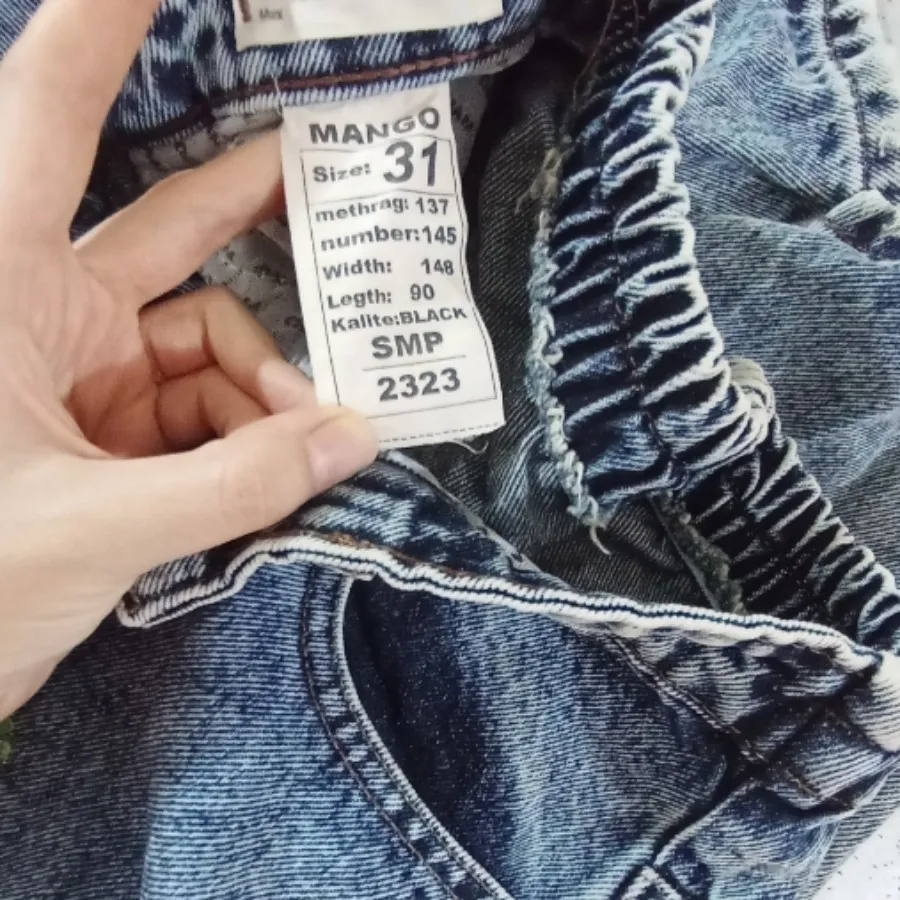 MANGO
Size: 31
methrag: 137
number:145
Width: 148
Legth: 90
Kalite:BLACK
SMP
2323